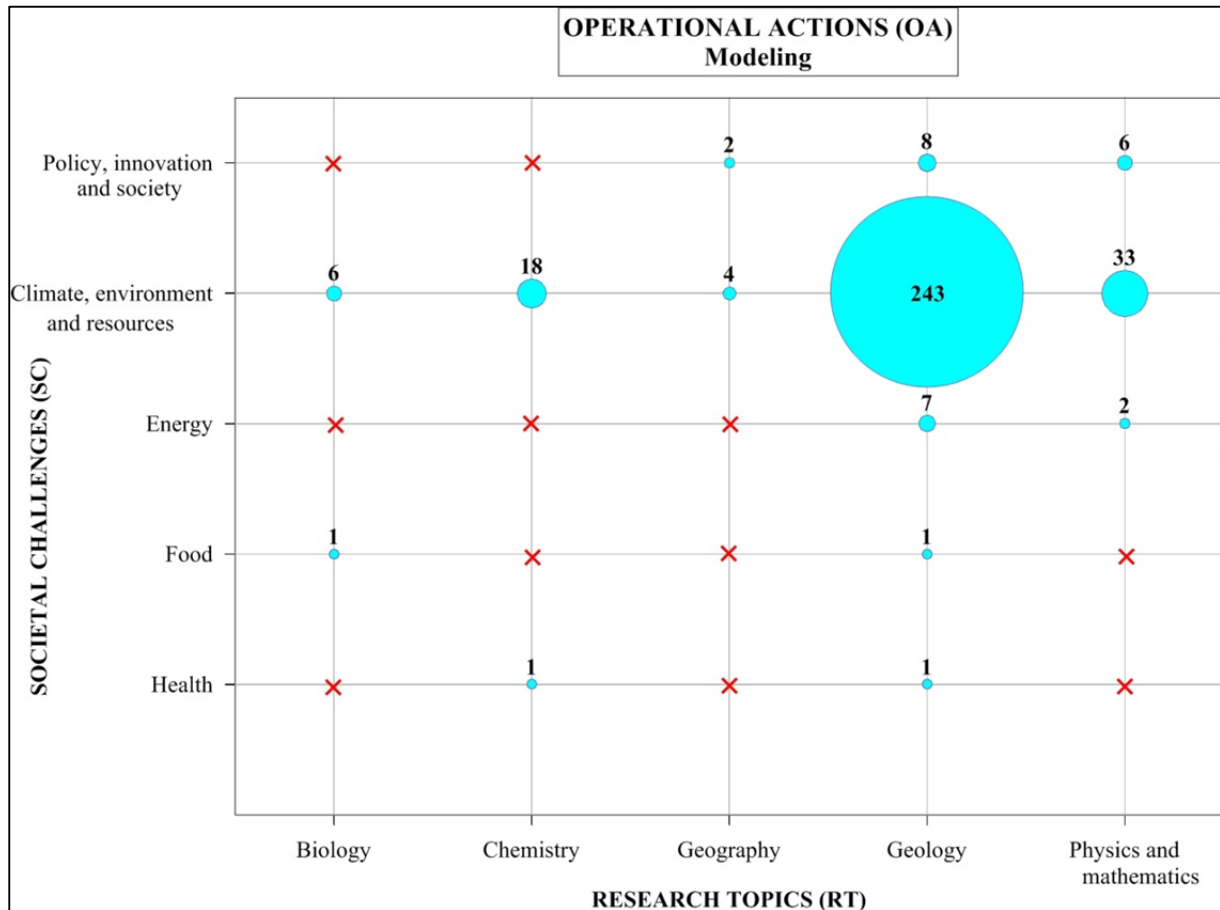 OPERATIONAL ACTIONS (OA)
Modeling
2
8
6
Policy, innovation
and society
6
18
4
243
33
Climate, environment
and resources
7
2
Energy
1
1
Food
1
1
Health
SOCIETAL CHALLENGES (SC)
Biology
Chemistry
Geography
Geology
Physics and
mathematics
RESEARCH TOPICS (RT)